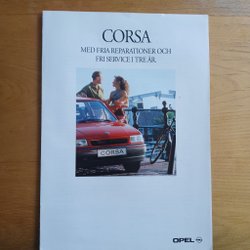 CORSA
MED FRIA REPARATIONER OCH
FRI SERVICE I TRE ÅR.
CORSA
OPEL